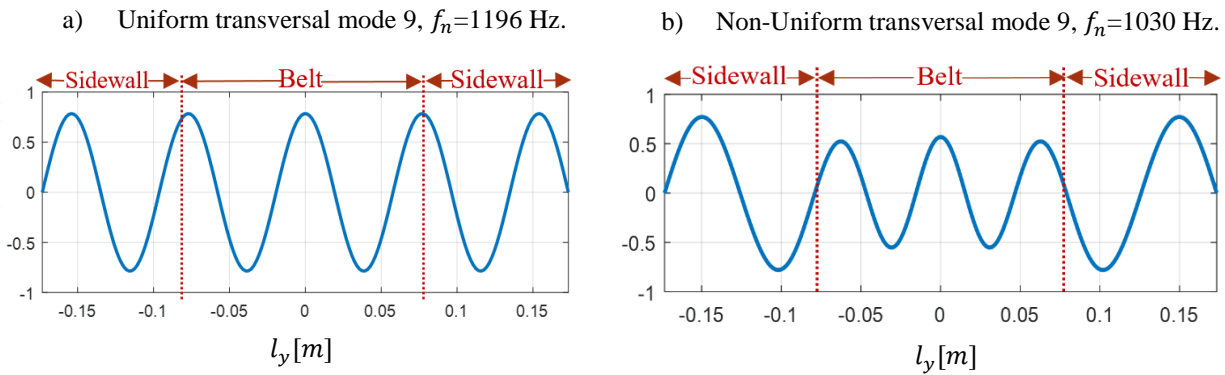 a) Uniform transversal mode 9, fₙ=1196 Hz.
Sidewall Belt Sidewall
1
0.5
0
-0.5
-1
-0.15 -0.1 -0.05 0 0.05 0.1 0.15
l_y[m]
b) Non-Uniform transversal mode 9, fₙ=1030 Hz.
Sidewall Belt Sidewall
1
0.5
0
-0.5
-1
-0.15 -0.1 -0.05 0 0.05 0.1 0.15
l_y[m]